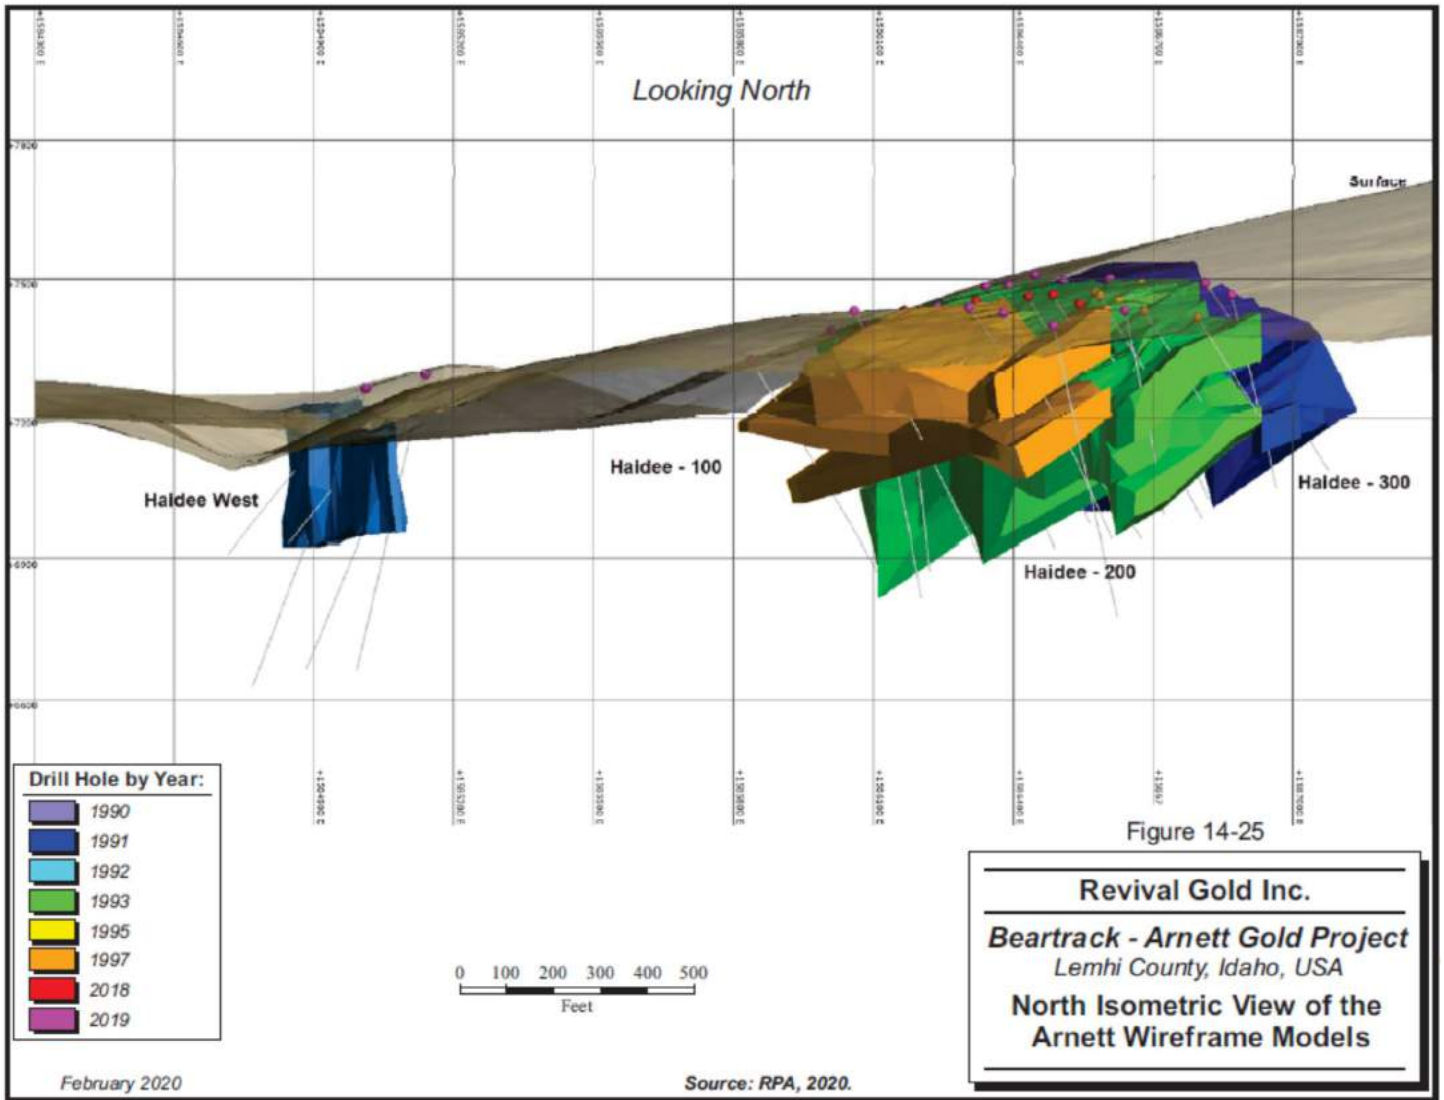 Looking North
Surface
Haidee West
Haidee - 100
Haidee - 300
Haidee - 200
Drill Hole by Year:
1990
1991
1992
1993
1995
1997
2018
2019
0 100 200 300 400 500
Feet
Figure 14-25
Revival Gold Inc.
Beartrack - Arnett Gold Project
Lemhi County, Idaho, USA
North Isometric View of the
Arnett Wireframe Models
February 2020
Source: RPA, 2020.